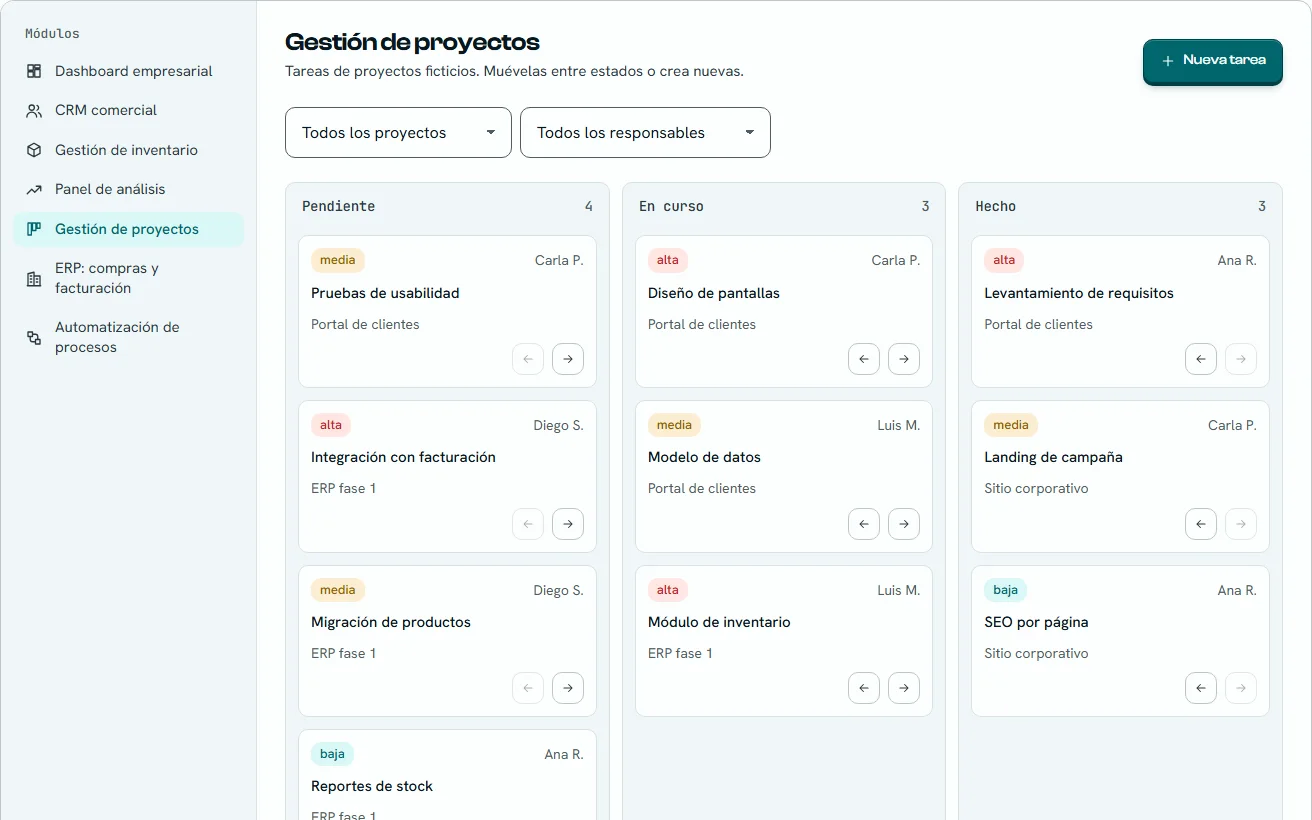 Módulos
Dashboard empresarial
CRM comercial
Gestión de inventario
Panel de análisis
Gestión de proyectos
ERP: compras y
facturación
Automatización de
procesos
Gestión de proyectos
Tareas de proyectos ficticios. Muévelas entre estados o crea nuevas.
+ Nueva tarea
Todos los proyectos
Todos los responsables
Pendiente 4
media Carla P.
Pruebas de usabilidad
Portal de clientes
← →
alta Diego S.
Integración con facturación
ERP fase 1
← →
media Diego S.
Migración de productos
ERP fase 1
← →
baja Ana R.
Reportes de stock
ERP fase 1
En curso 3
alta Carla P.
Diseño de pantallas
Portal de clientes
← →
media Luis M.
Modelo de datos
Portal de clientes
← →
alta Luis M.
Módulo de inventario
ERP fase 1
← →
Hecho 3
alta Ana R.
Levantamiento de requisitos
Portal de clientes
← →
media Carla P.
Landing de campaña
Sitio corporativo
← →
baja Ana R.
SEO por página
Sitio corporativo
← →